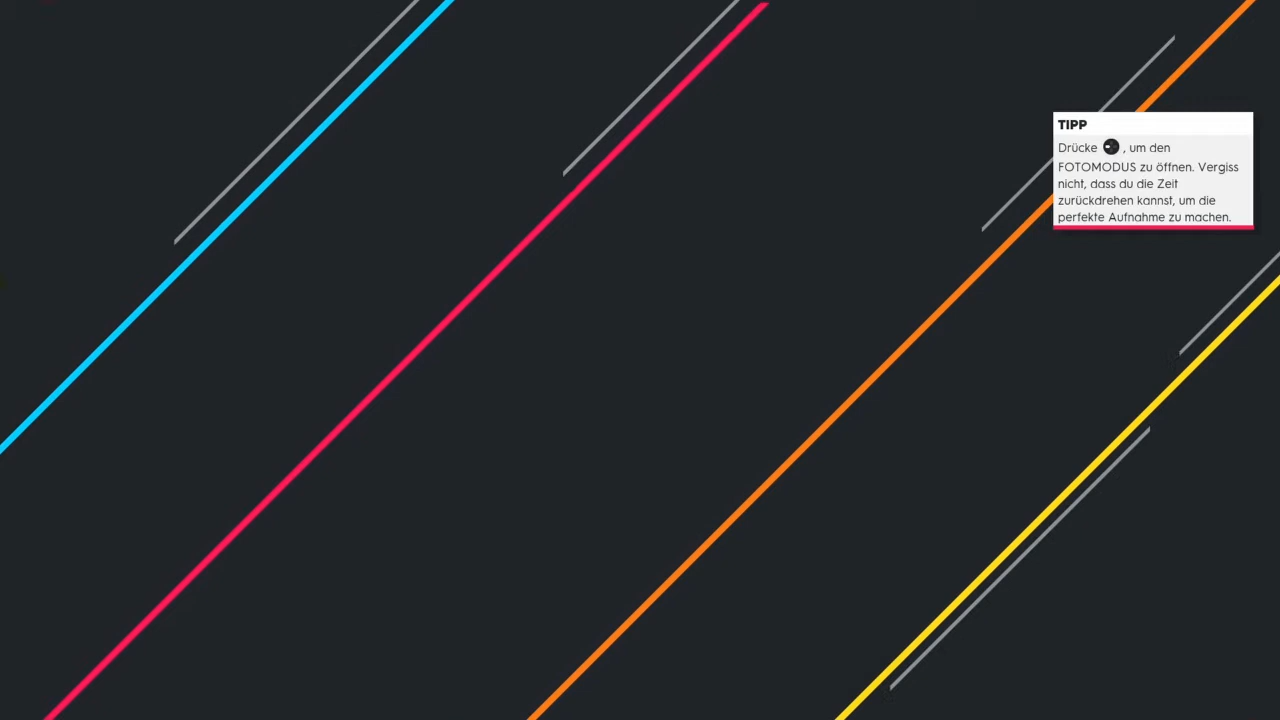 TIPP
Drücke , um den
FOTOMODUS zu öffnen. Vergiss
nicht, dass du die Zeit
zurückdrehen kannst, um die
perfekte Aufnahme zu machen.